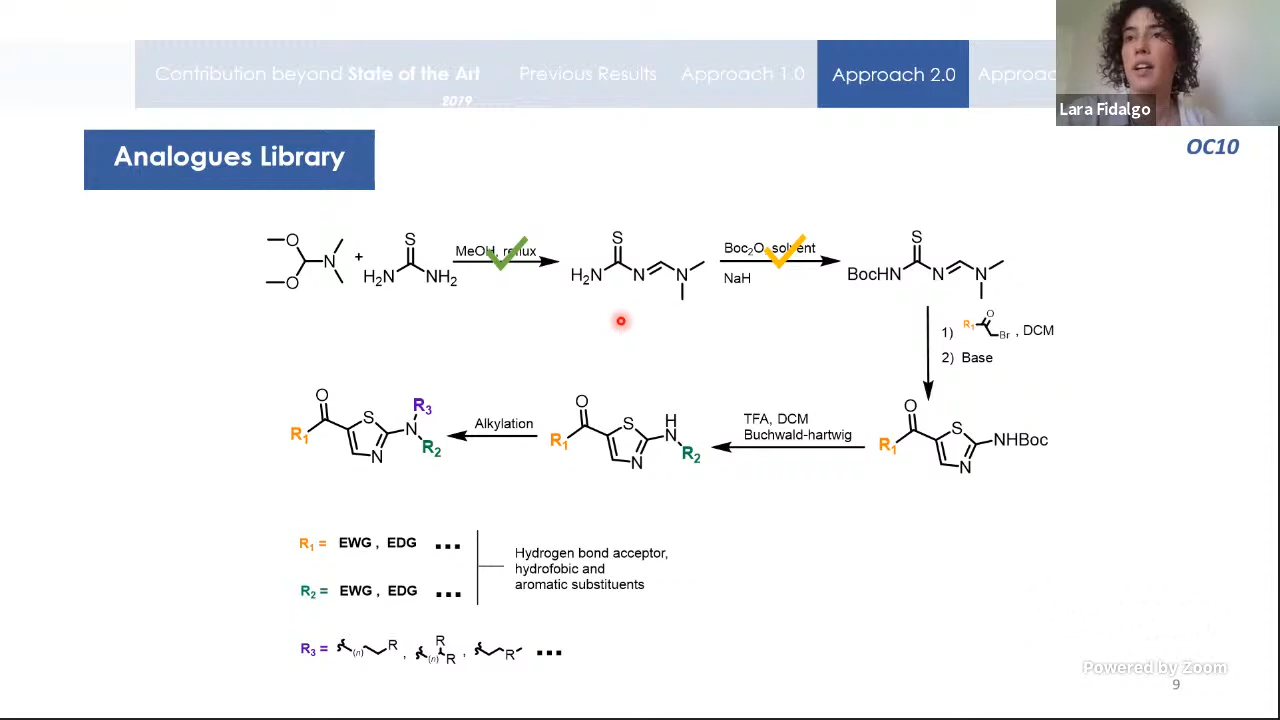 Contribution beyond State of the Art
2079
Previous Results
Approach 1.0
Approach 2.0
Approac
Lara Fidalgo
OC10
Analogues Library
O
N
O
+
S
H2N
NH2
MeOH, reflux
S
H2N
N
N
Boc2O, solvent
NaH
S
BocHN
N
N
1) R1 O Br , DCM
2) Base
O
R1
S
N
NHBoc
TFA, DCM
Buchwald-hartwig
O
R1
S
N
H
N
R2
Alkylation
O
R1
S
N
N
R3
R2
R1 = EWG , EDG ...
R2 = EWG , EDG ...
Hydrogen bond acceptor,
hydrofobic and
aromatic substituents
R3 = (n) R , (n) R R , R ...
Powered by Zoom
9